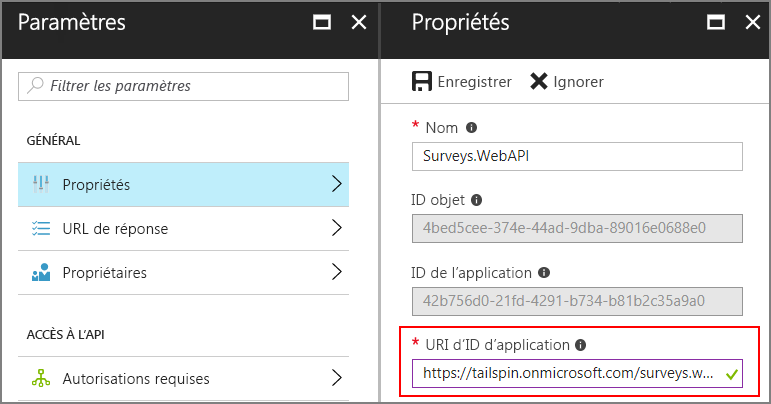 Paramètres
Filtrer les paramètres
GÉNÉRAL
Propriétés
URL de réponse
Propriétaires
ACCÈS À L'API
Autorisations requises
Propriétés
Enregistrer Ignorer
* Nom
Surveys.WebAPI
ID objet
4bed5cee-374e-44ad-9dba-89016e0688e0
ID de l'application
42b756d0-21fd-4291-b734-b81b2c35a9a0
* URI d'ID d'application
https://tailspin.onmicrosoft.com/surveys.w...